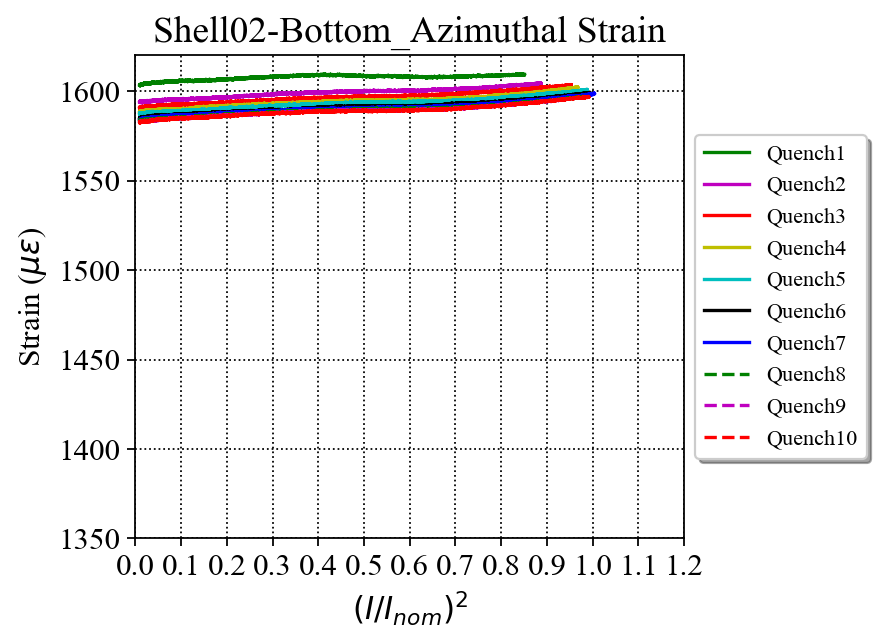 Shell02-Bottom_Azimuthal Strain
Strain (με)
1600
1550
1500
1450
1400
1350
0.0 0.1 0.2 0.3 0.4 0.5 0.6 0.7 0.8 0.9 1.0 1.1 1.2
(I/I_nom)^2
Quench1
Quench2
Quench3
Quench4
Quench5
Quench6
Quench7
Quench8
Quench9
Quench10